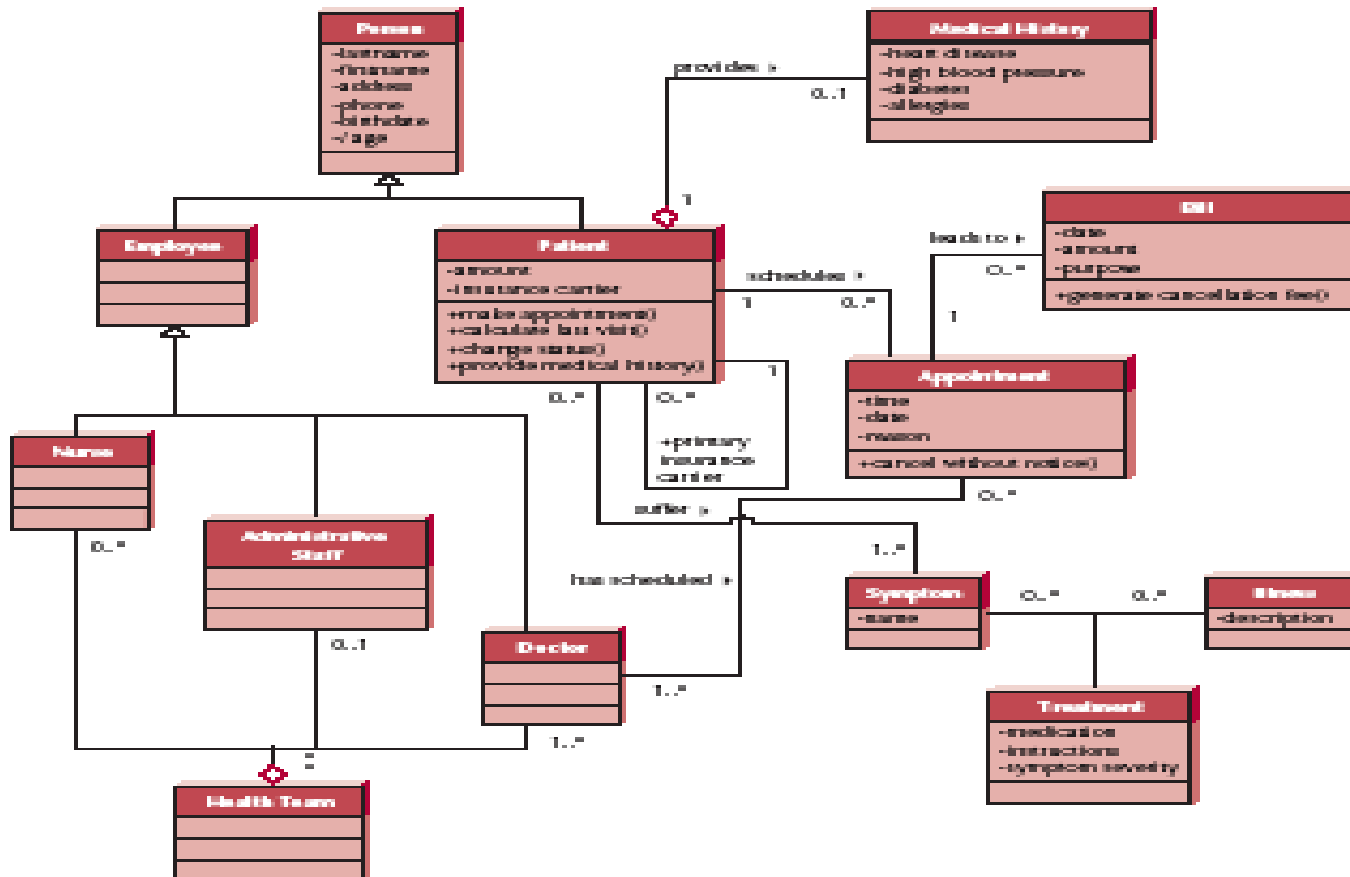 Person
-lastname
-firstname
-address
-phone
-birthdate
-/ age
Medical History
-heart disease
-high blood pressure
-diabetes
-allergies
provides
0..1
1
Employee
Patient
-amount
-insurance carrier
+make appointment()
+calculate last visit()
+change status()
+provide medical history()
schedules
1
0..*
Bill
-date
-amount
-purpose
+generate cancellation fee()
leads to
0..*
1
Appointment
-time
-date
-reason
+cancel without notice()
0..*
0..*
0..*
1
+primary
insurance
carrier
suffer
1..*
has scheduled
Nurse
0..*
Administrative
Staff
0..1
Doctor
1..*
1..*
Symptom
-name
0..*
0..*
Illness
-description
Treatment
-medication
-instructions
-symptom severity
*
Health Team